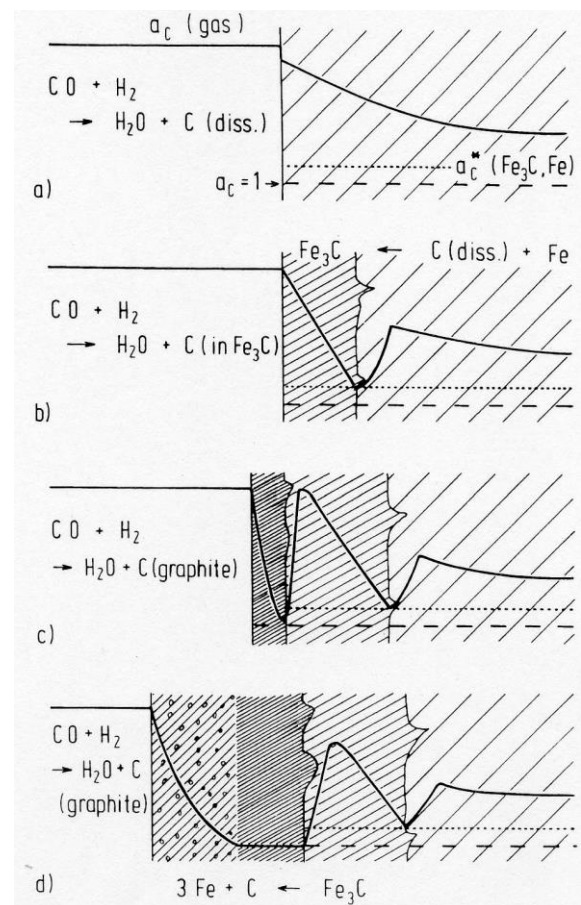 a_C (gas)
CO + H₂
→ H₂O + C (diss.)
a_C* (Fe₃C, Fe)
a_C = 1 →
a)
Fe₃C ← C (diss.) + Fe
CO + H₂
→ H₂O + C (in Fe₃C)
b)
CO + H₂
→ H₂O + C (graphite)
c)
CO + H₂
→ H₂O + C
(graphite)
d)
3 Fe + C ← Fe₃C